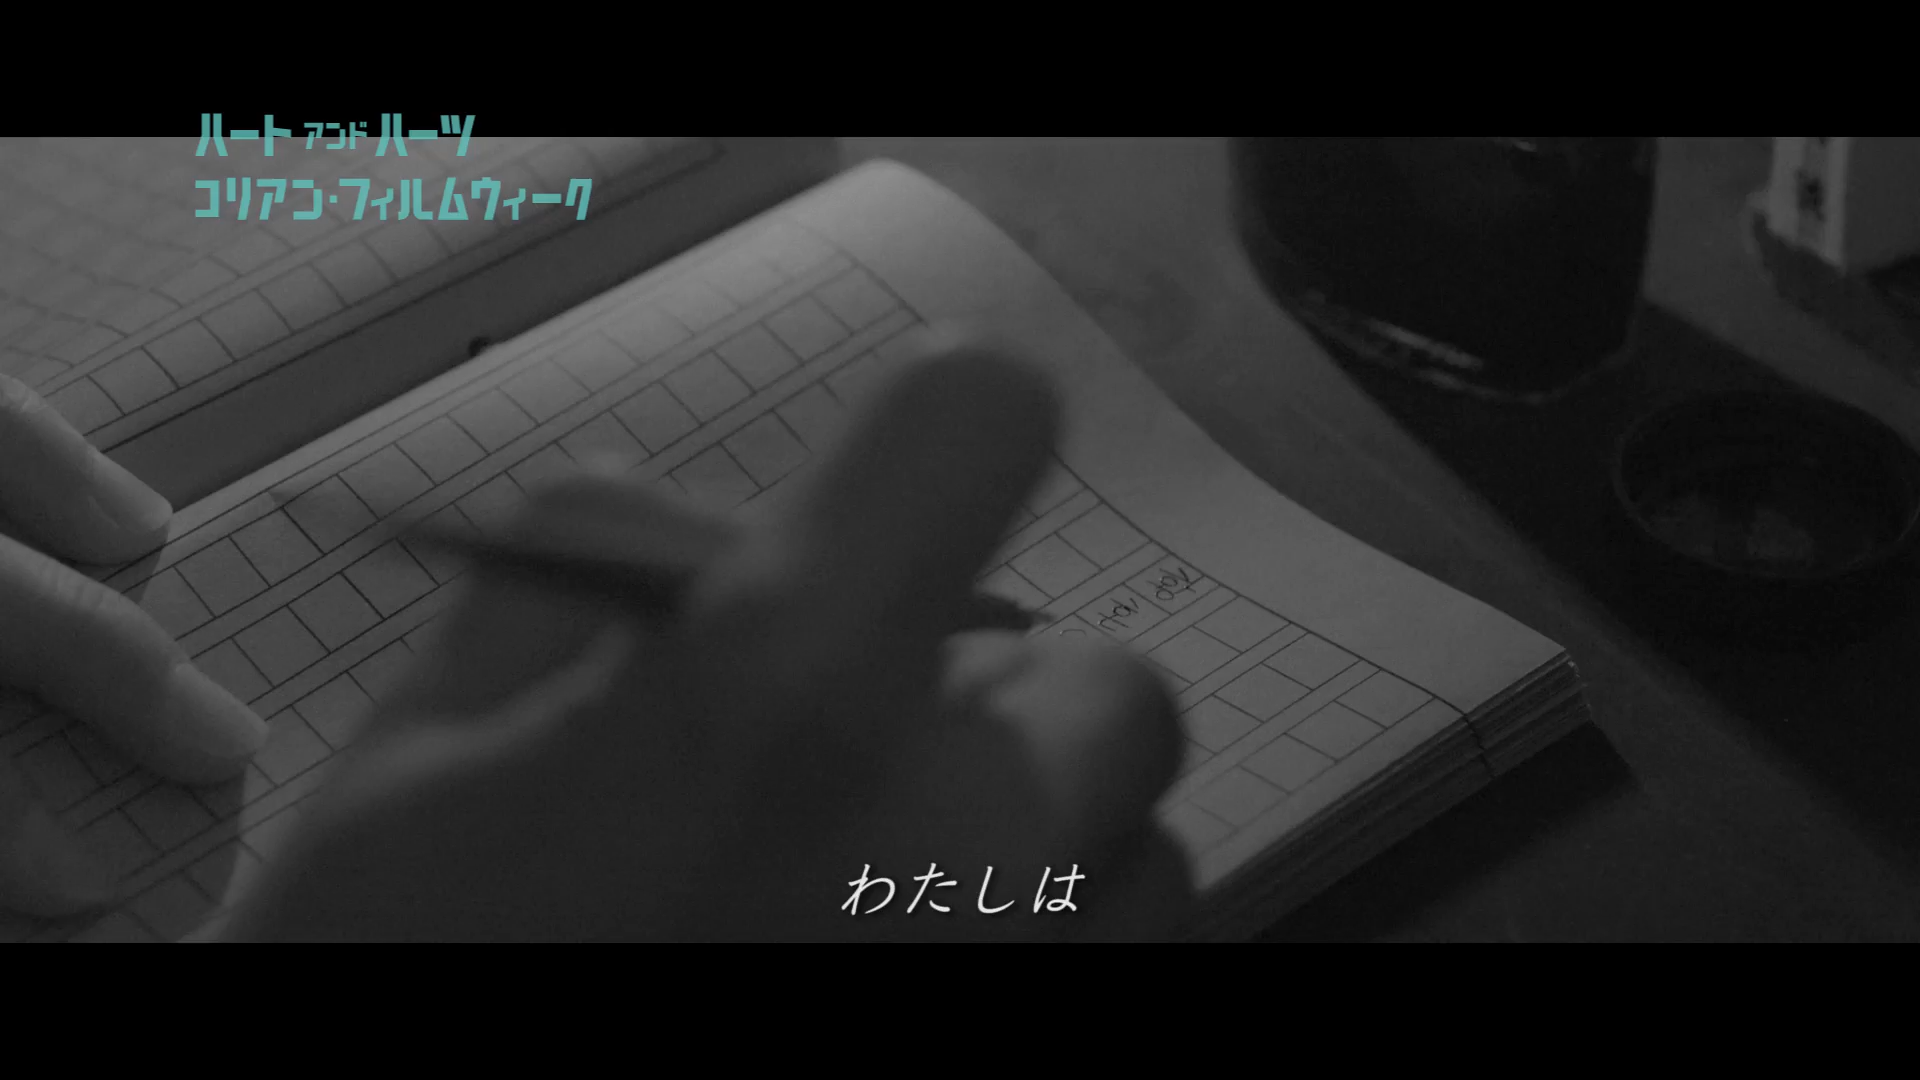 ハート アンド ハーツ
コリアン・フィルムウィーク
わたしは